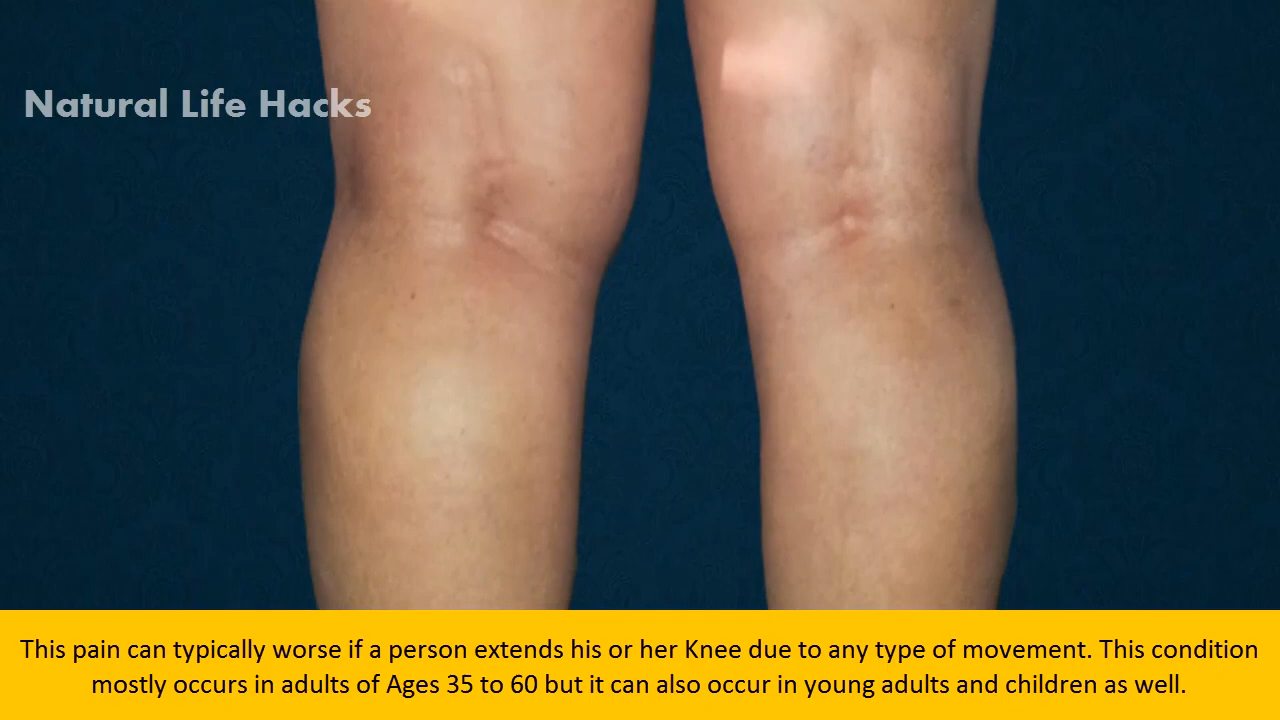 Natural Life Hacks
This pain can typically worse if a person extends his or her Knee due to any type of movement. This condition
mostly occurs in adults of Ages 35 to 60 but it can also occur in young adults and children as well.